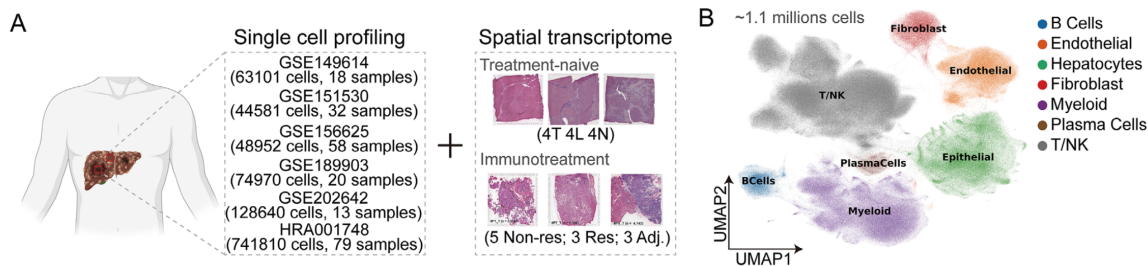 A
Single cell profiling
GSE149614
(63101 cells, 18 samples)
GSE151530
(44581 cells, 32 samples)
GSE156625
(48952 cells, 58 samples)
GSE189903
(74970 cells, 20 samples)
GSE202642
(128640 cells, 13 samples)
HRA001748
(741810 cells, 79 samples)
+
Spatial transcriptome
Treatment-naive
(4T 4L 4N)
Immunotreatment
(5 Non-res; 3 Res; 3 Adj.)
B
~1.1 millions cells
Fibroblast
Endothelial
T/NK
PlasmaCells
Epithelial
BCells
Myeloid
UMAP2
UMAP1
B Cells
Endothelial
Hepatocytes
Fibroblast
Myeloid
Plasma Cells
T/NK